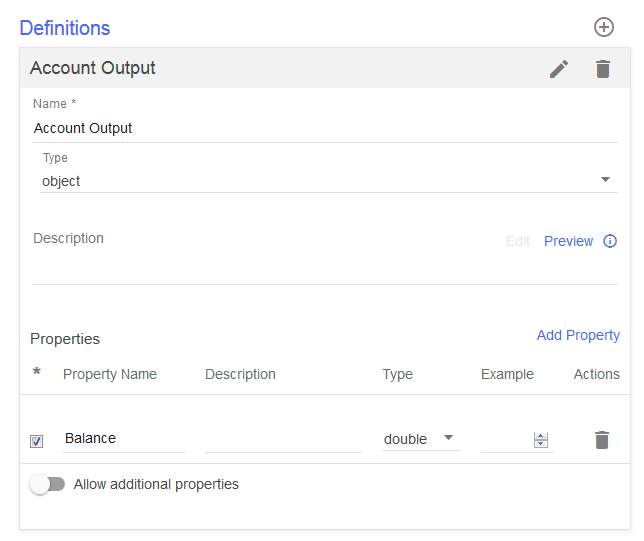 Definitions
Account Output
Name *
Account Output
Type
object
Description Edit Preview
Properties Add Property
* Property Name Description Type Example Actions
Balance double
Allow additional properties